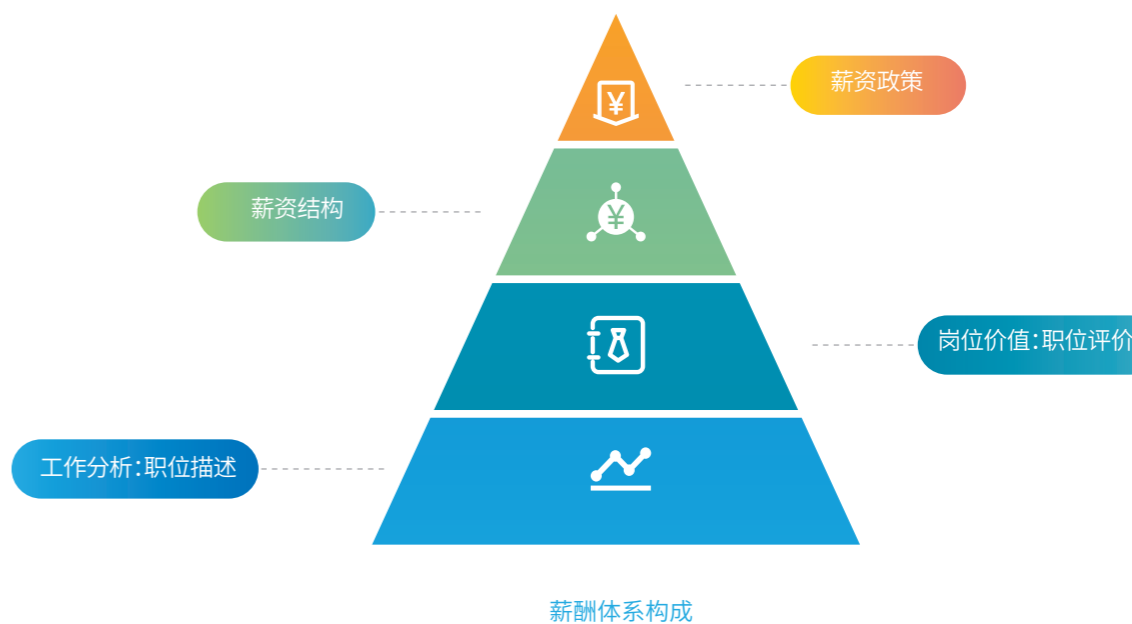 薪资政策
薪资结构
岗位价值:职位评价
工作分析:职位描述
薪酬体系构成